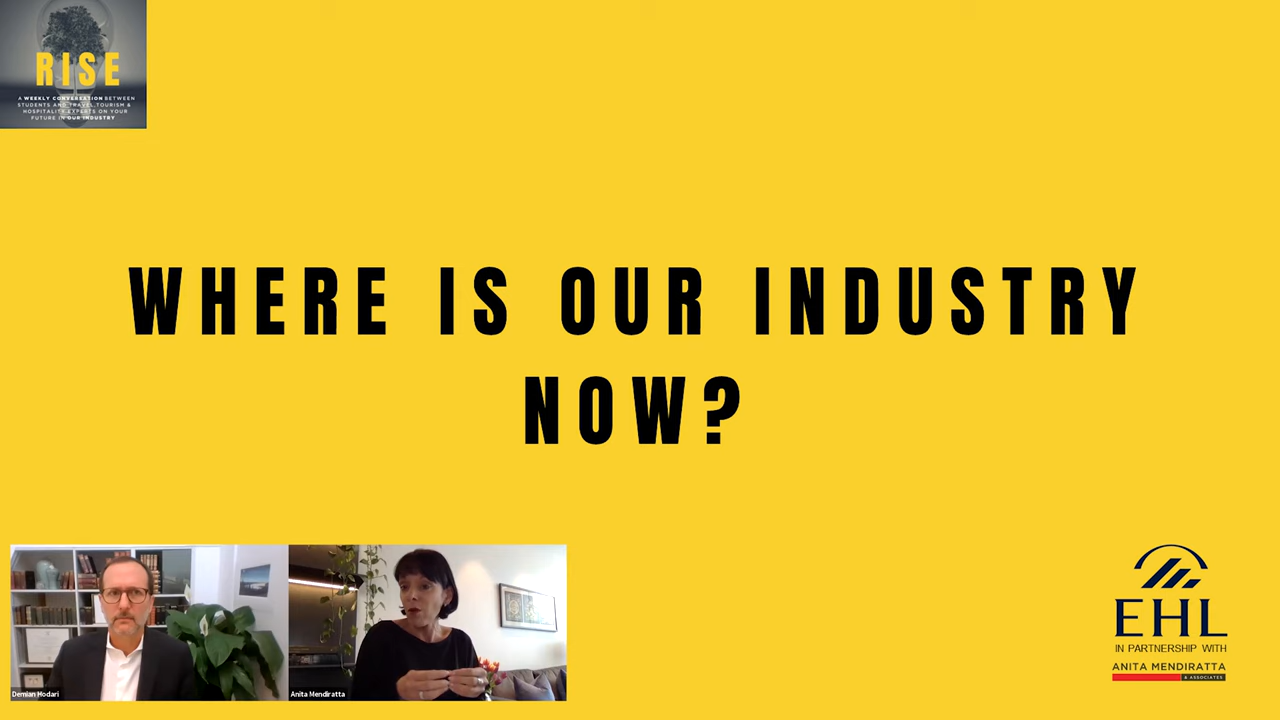 RISE
A WEEKLY CONVERSATION BETWEEN
STUDENTS AND TRAVEL, TOURISM &
HOSPITALITY EXPERTS ON YOUR
FUTURE IN OUR INDUSTRY
WHERE IS OUR INDUSTRY
NOW?
Demian Hodari
Anita Mendiratta
EHL
IN PARTNERSHIP WITH
ANITA MENDIRATTA
& ASSOCIATES